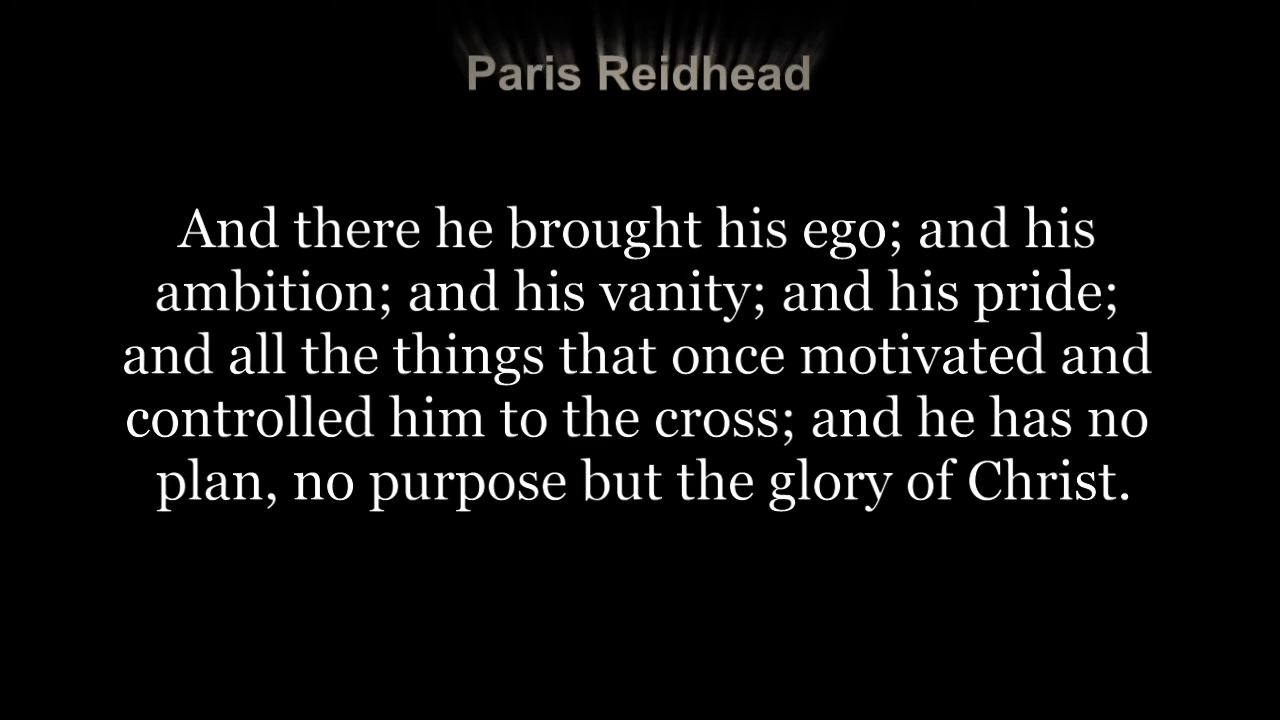 Paris Reidhead
And there he brought his ego; and his
ambition; and his vanity; and his pride;
and all the things that once motivated and
controlled him to the cross; and he has no
plan, no purpose but the glory of Christ.